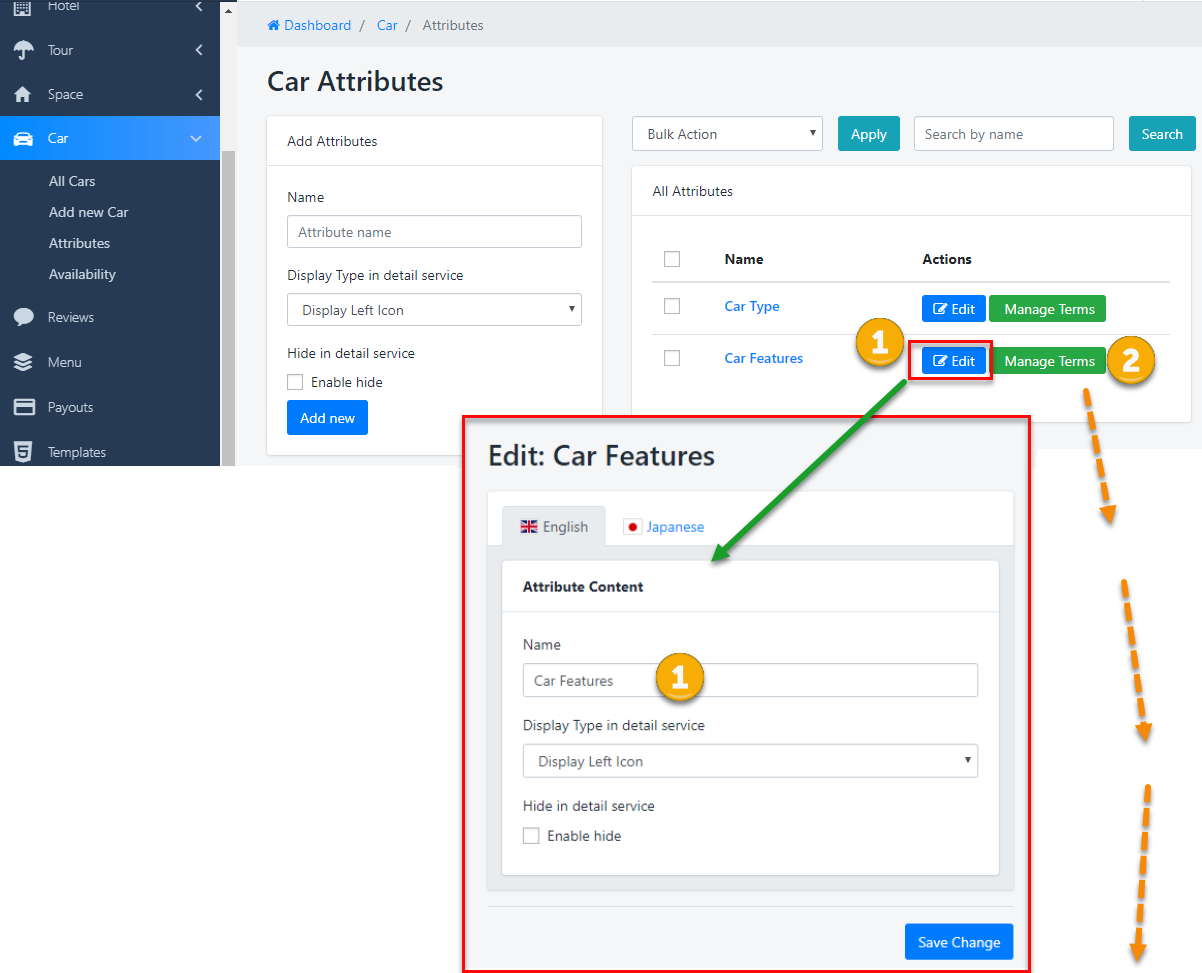 Hotel
Tour
Space
Car
All Cars
Add new Car
Attributes
Availability
Reviews
Menu
Payouts
Templates
Dashboard / Car / Attributes
Car Attributes
Add Attributes
Name
Attribute name
Display Type in detail service
Display Left Icon
Hide in detail service
Enable hide
Add new
Bulk Action Apply Search by name Search
All Attributes
Name Actions
Car Type Edit Manage Terms
1
Car Features Edit Manage Terms 2
Edit: Car Features
English Japanese
Attribute Content
Name
Car Features 1
Display Type in detail service
Display Left Icon
Hide in detail service
Enable hide
Save Change